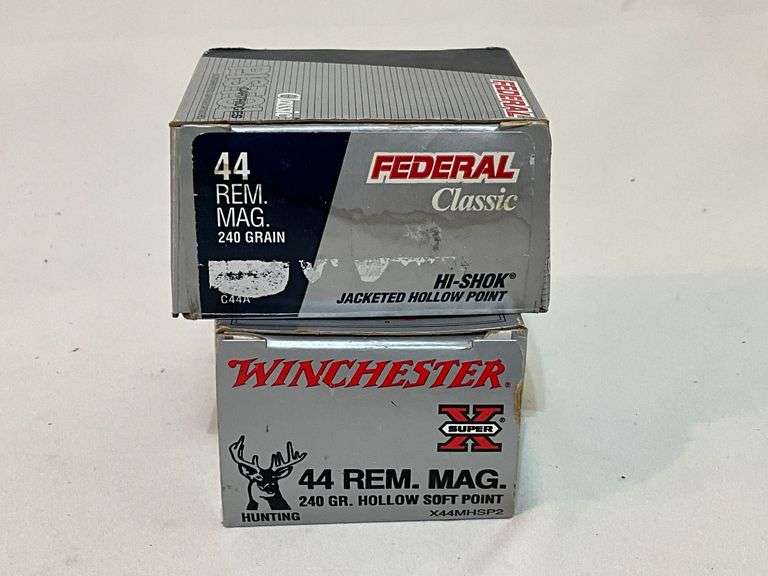 Classic
FEDERAL
44
REM.
MAG.
240 GRAIN
C44A
FEDERAL
Classic
HI-SHOK®
JACKETED HOLLOW POINT
WINCHESTER®
SUPER X®
44 REM. MAG.
240 GR. HOLLOW SOFT POINT
HUNTING
X44MHSP2